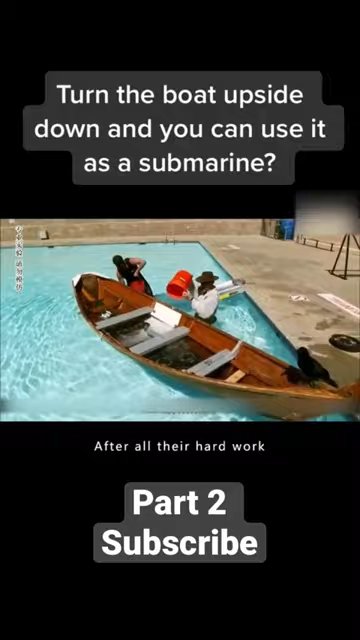 Turn the boat upside
down and you can use it
as a submarine?
After all their hard work
Part 2
Subscribe